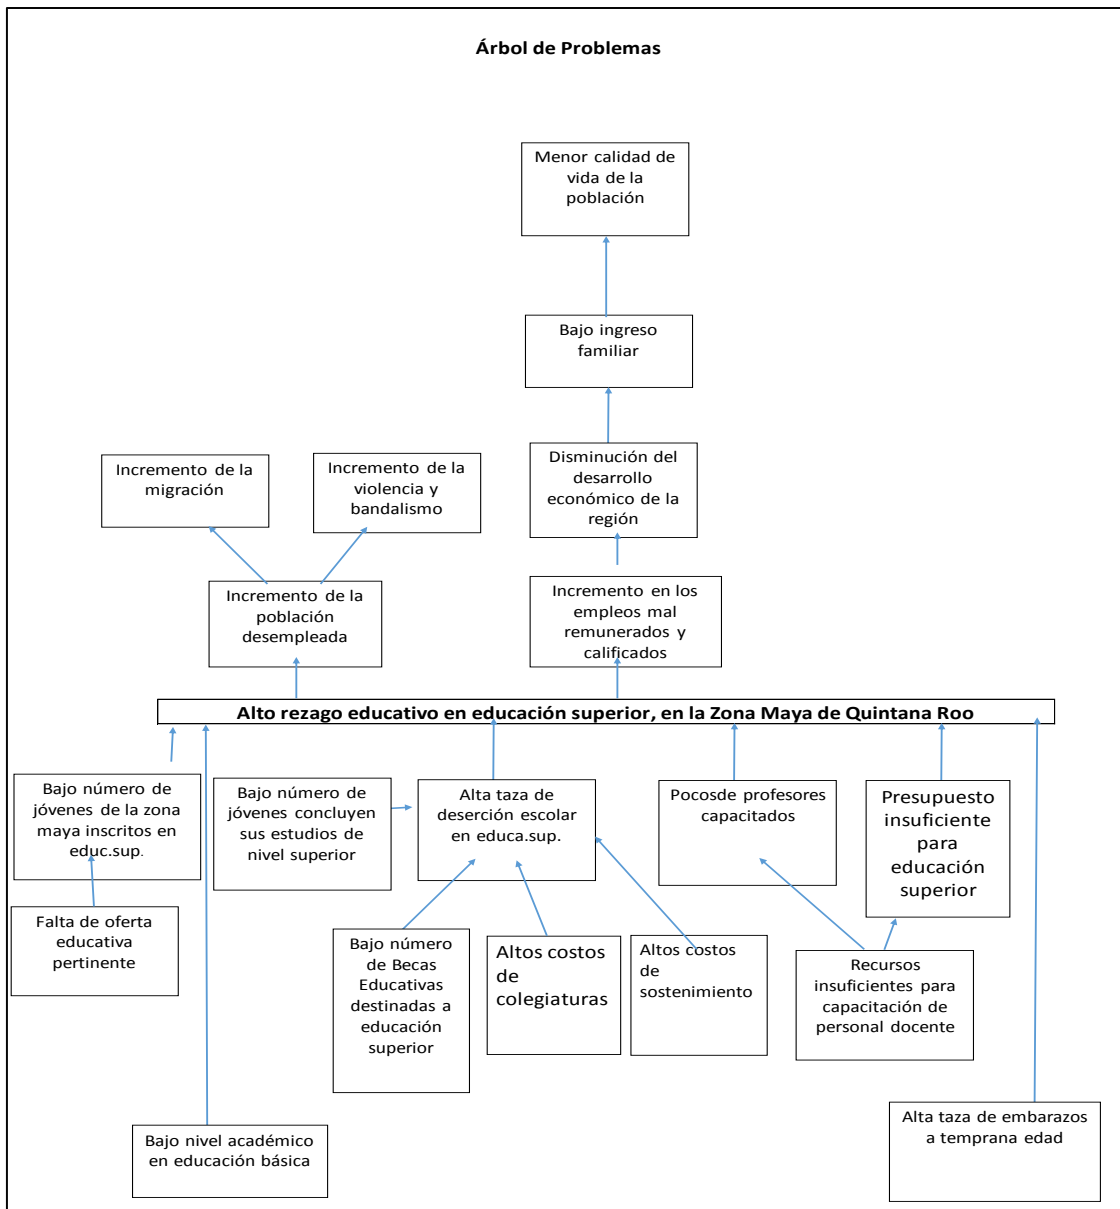 Árbol de Problemas
Menor calidad de
vida de la
población
Bajo ingreso
familiar
Incremento de la
migración
Incremento de la
violencia y
bandalismo
Disminución del
desarrollo
económico de la
región
Incremento de la
población
desempleada
Incremento en los
empleos mal
remunerados y
calificados
Alto rezago educativo en educación superior, en la Zona Maya de Quintana Roo
Bajo número de
jóvenes de la zona
maya inscritos en
educ.sup.
Bajo número de
jóvenes concluyen
sus estudios de
nivel superior
Alta taza de
deserción escolar
en educa.sup.
Pocosde profesores
capacitados
Presupuesto
insuficiente
para
educación
superior
Falta de oferta
educativa
pertinente
Bajo número
de Becas
Educativas
destinadas a
educación
superior
Altos costos
de
colegiaturas
Altos costos
de
sostenimiento
Recursos
insuficientes para
capacitación de
personal docente
Bajo nivel académico
en educación básica
Alta taza de embarazos
a temprana edad